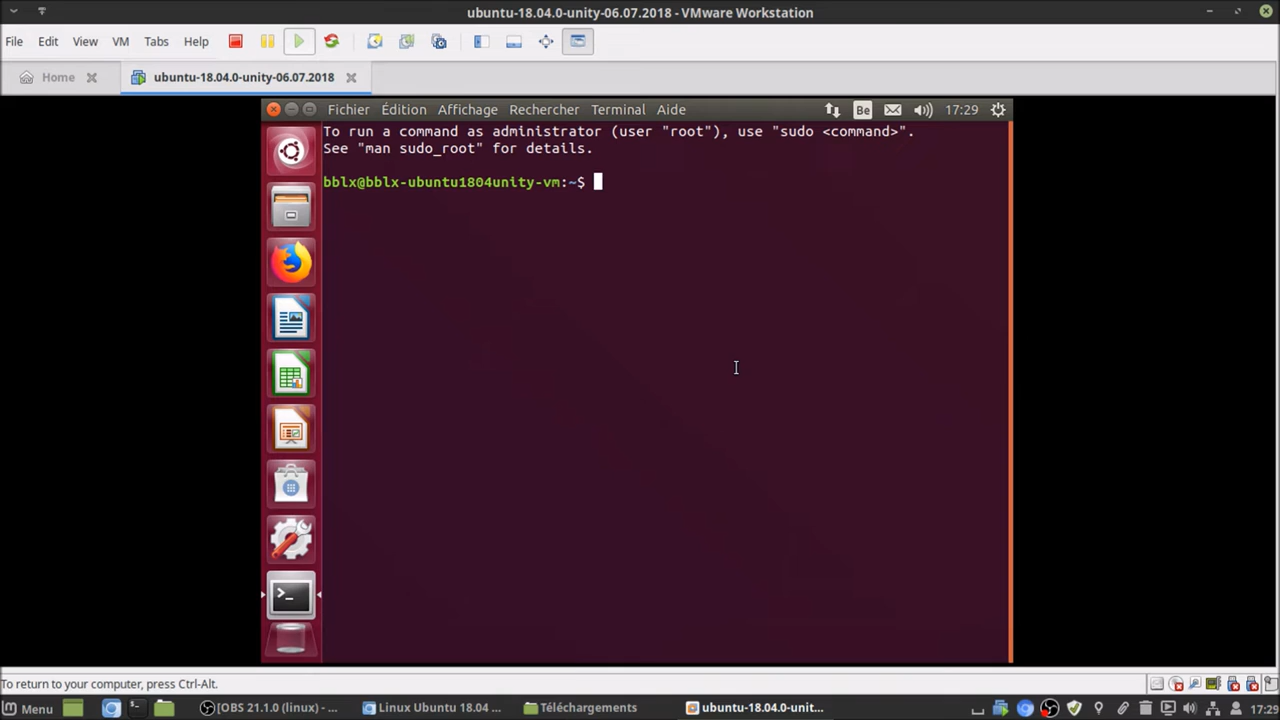 ubuntu-18.04.0-unity-06.07.2018 - VMware Workstation
File Edit View VM Tabs Help
Home ubuntu-18.04.0-unity-06.07.2018
Fichier Édition Affichage Rechercher Terminal Aide Be 17:29
To run a command as administrator (user "root"), use "sudo <command>".
See "man sudo_root" for details.
bblx@bblx-ubuntu1804unity-vm:~$
>_
To return to your computer, press Ctrl-Alt.
Menu [OBS 21.1.0 (linux) - ... Linux Ubuntu 18.04 ... Téléchargements ubuntu-18.04.0-unit... 17:29